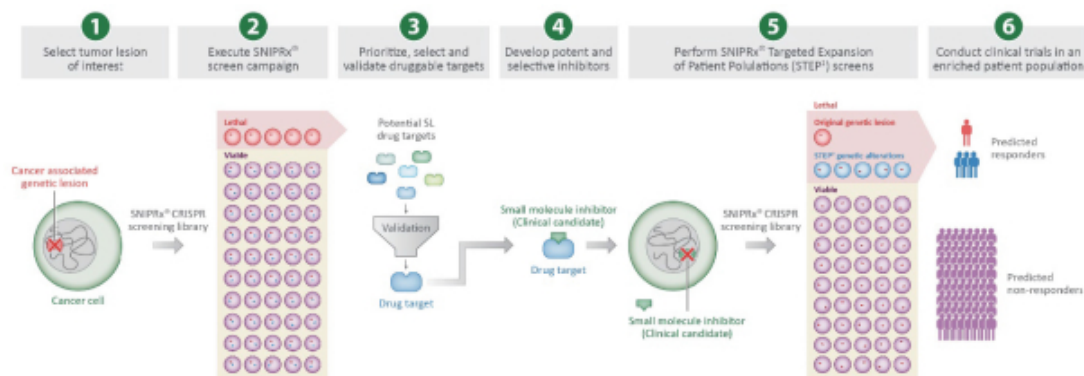 1
Select tumor lesion
of interest
2
Execute SNIPRx®
screen campaign
3
Prioritize, select and
validate druggable targets
4
Develop potent and
selective inhibitors
5
Perform SNIPRx® Targeted Expansion
of Patient Polulations (STEP²) screens
6
Conduct clinical trials in an
enriched patient population
Cancer associated
genetic lesion
Cancer cell
SNIPRx® CRISPR
screening library
Lethal
Viable
Potential SL
drug targets
Validation
Drug target
Small molecule inhibitor
(Clinical candidate)
Drug target
Small molecule inhibitor
(Clinical candidate)
SNIPRx® CRISPR
screening library
Lethal
Original genetic lesion
STEP² genetic alterations
Viable
Predicted
responders
Predicted
non-responders